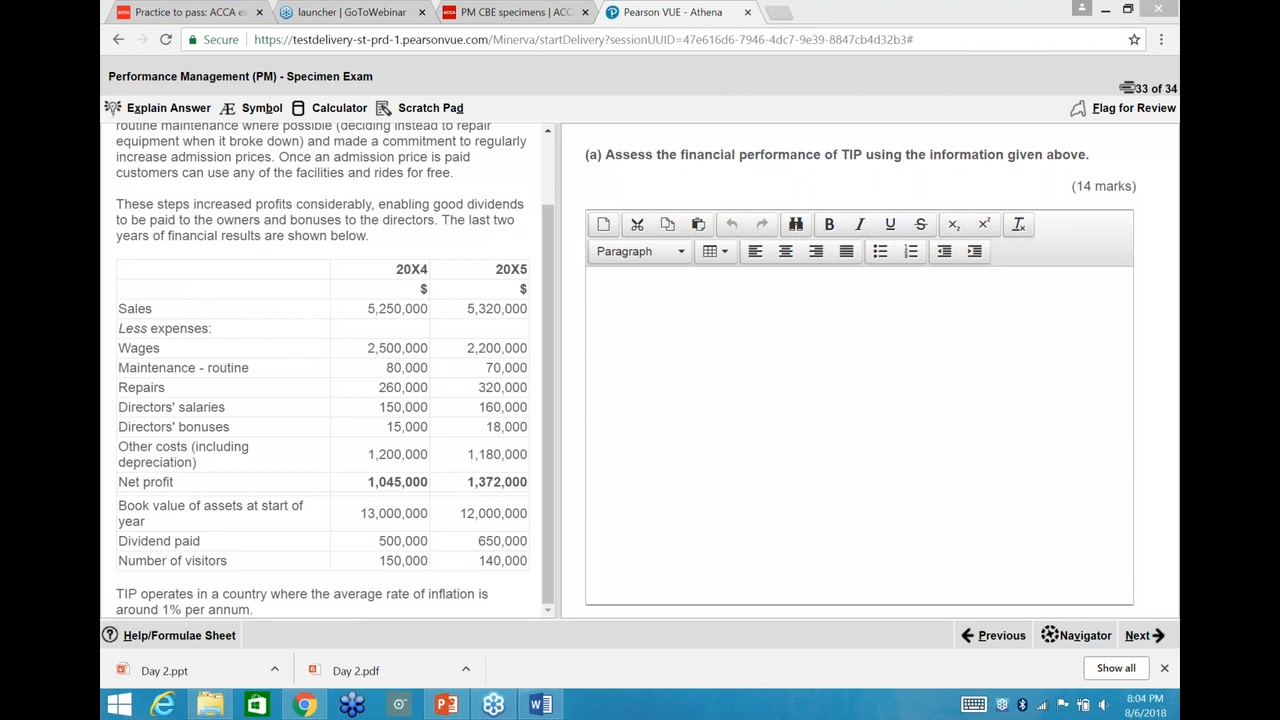 Practice to pass: ACCA ex
launcher | GoToWebinar
PM CBE specimens | ACC
Pearson VUE - Athena
Secure
https://testdelivery-st-prd-1.pearsonvue.com/Minerva/startDelivery?sessionUUID=47e616d6-7946-4dc7-9e39-8847cb4d32b3#
Performance Management (PM) - Specimen Exam
33 of 34
Explain Answer
Symbol
Calculator
Scratch Pad
Flag for Review
routine maintenance where possible (deciding instead to repair
equipment when it broke down) and made a commitment to regularly
increase admission prices. Once an admission price is paid
customers can use any of the facilities and rides for free.
These steps increased profits considerably, enabling good dividends
to be paid to the owners and bonuses to the directors. The last two
years of financial results are shown below.
20X4 20X5
$ $
Sales 5,250,000 5,320,000
Less expenses:
Wages 2,500,000 2,200,000
Maintenance - routine 80,000 70,000
Repairs 260,000 320,000
Directors' salaries 150,000 160,000
Directors' bonuses 15,000 18,000
Other costs (including
depreciation) 1,200,000 1,180,000
Net profit 1,045,000 1,372,000
Book value of assets at start of
year 13,000,000 12,000,000
Dividend paid 500,000 650,000
Number of visitors 150,000 140,000
TIP operates in a country where the average rate of inflation is
around 1% per annum.
(a) Assess the financial performance of TIP using the information given above.
(14 marks)
Paragraph
Help/Formulae Sheet
Previous
Navigator
Next
Day 2.ppt
Day 2.pdf
Show all
8:04 PM
8/6/2018